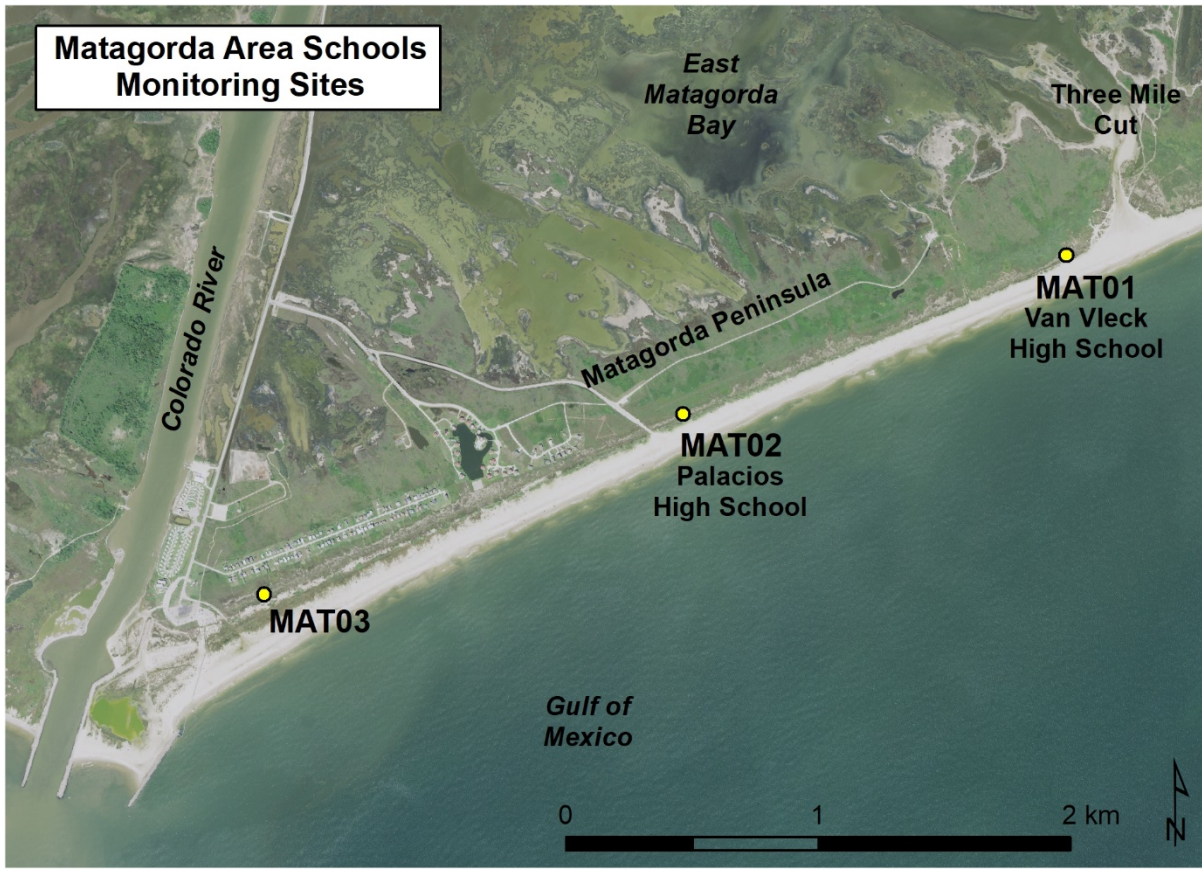 Matagorda Area Schools
Monitoring Sites
East
Matagorda
Bay
Three Mile
Cut
Colorado River
Matagorda Peninsula
MAT01
Van Vleck
High School
MAT02
Palacios
High School
MAT03
Gulf of
Mexico
0 1 2 km
N